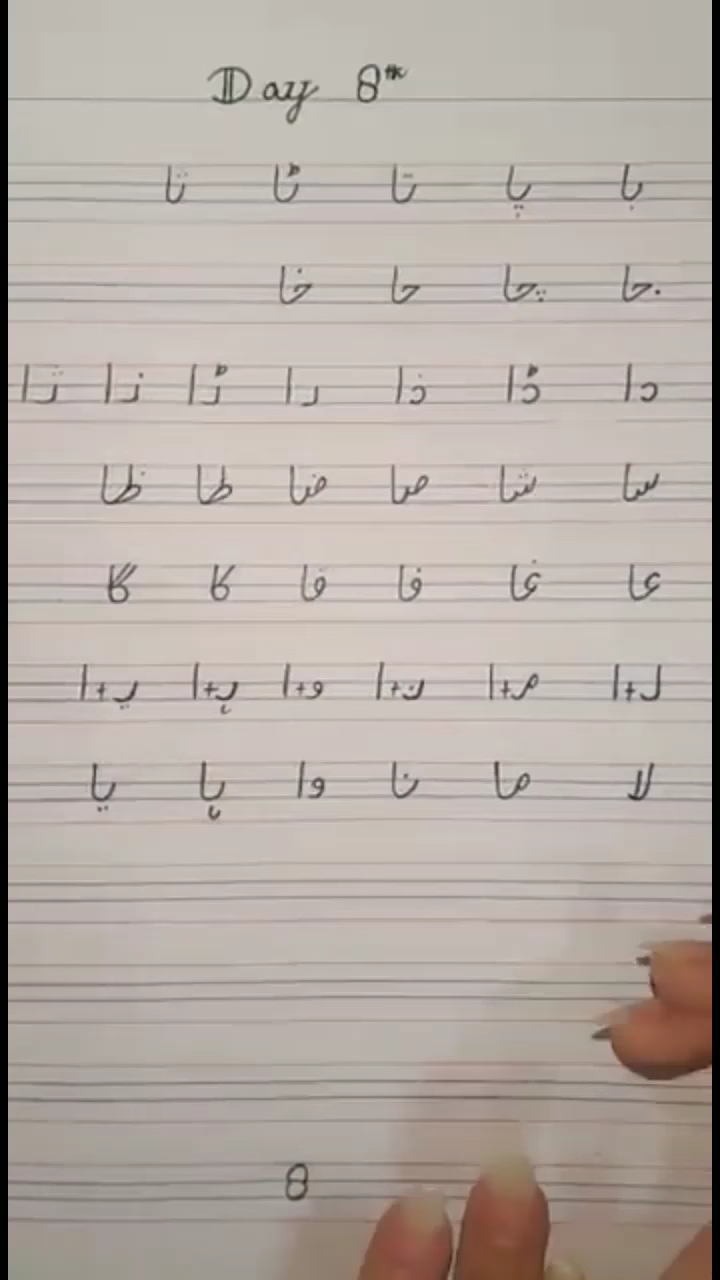 Day 8th
با پا تا ٹا ثا
جا چا حا خا
دا ڈا ذا را ڑا زا ژا
سا شا صا ضا طا ظا
عا غا فا قا کا گا
ل+ا م+ا ن+ا و+ا ہ+ا ی+ا
لا ما نا وا ہا یا
8